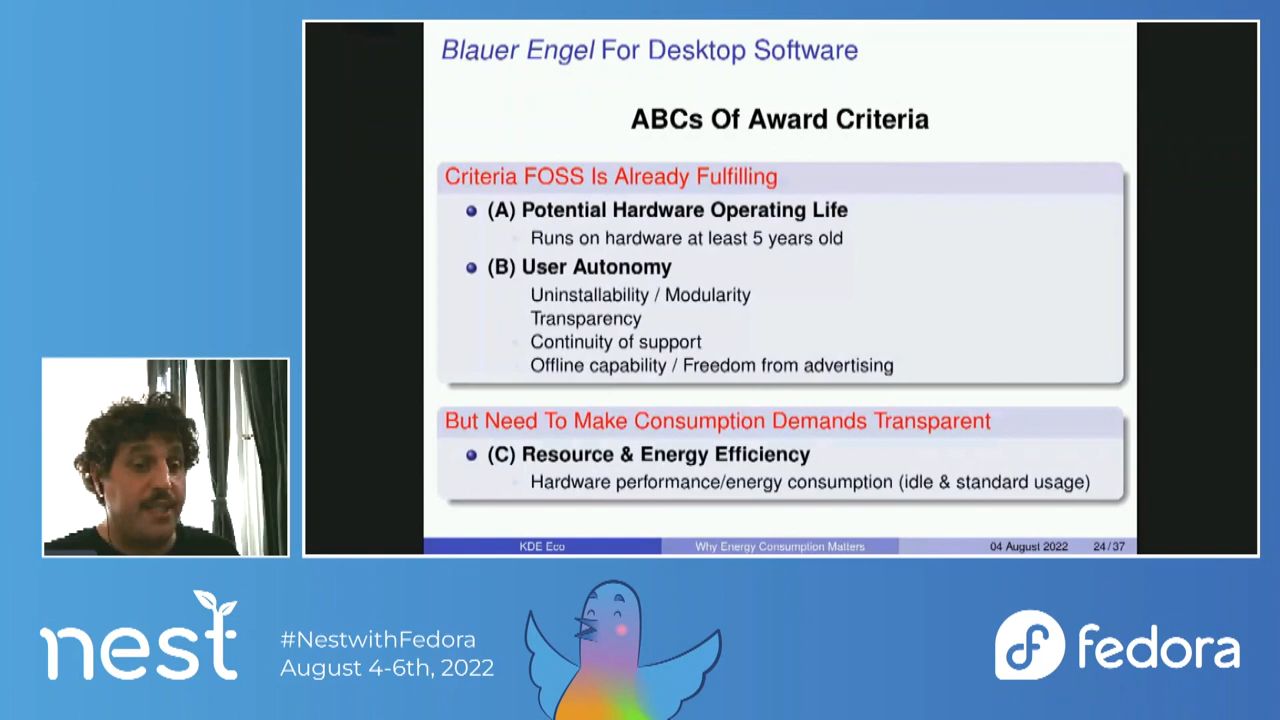 Blauer Engel For Desktop Software
ABCs Of Award Criteria
Criteria FOSS Is Already Fulfilling
(A) Potential Hardware Operating Life
Runs on hardware at least 5 years old
(B) User Autonomy
Uninstallability / Modularity
Transparency
Continuity of support
Offline capability / Freedom from advertising
But Need To Make Consumption Demands Transparent
(C) Resource & Energy Efficiency
Hardware performance/energy consumption (idle & standard usage)
KDE Eco Why Energy Consumption Matters 04 August 2022 24/37
nest
#NestwithFedora
August 4-6th, 2022
fedora